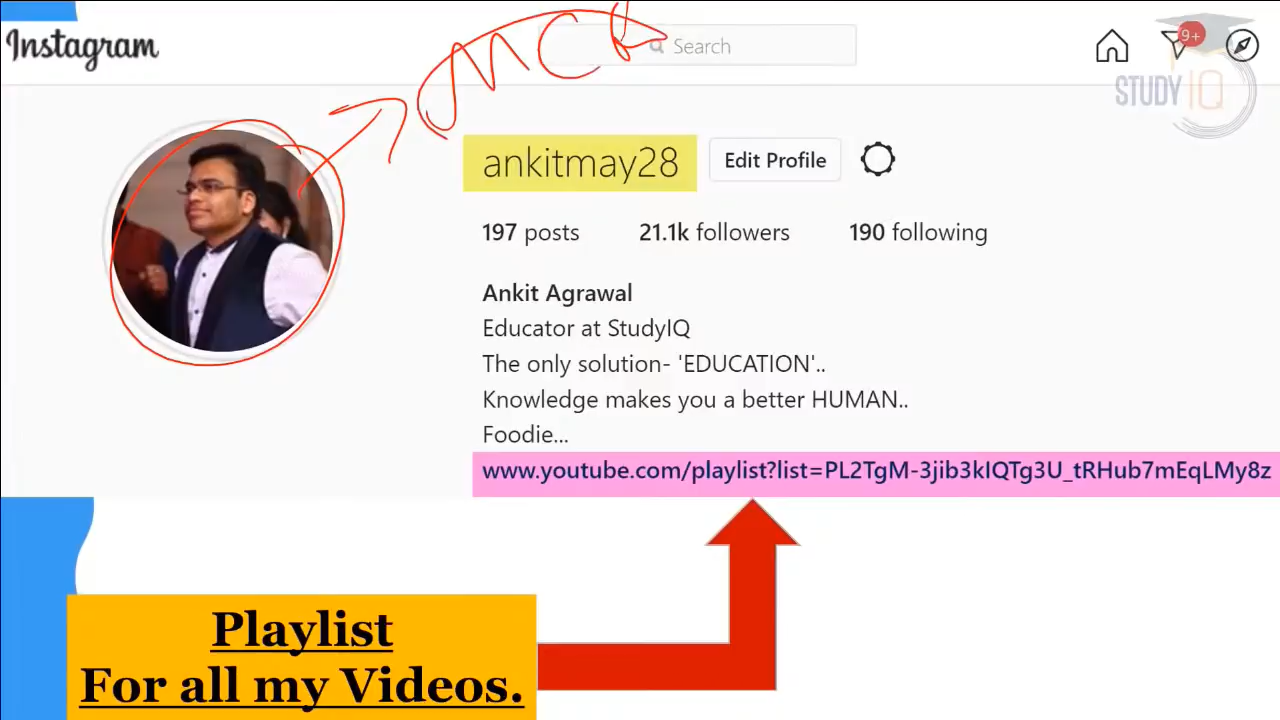 Instagram
MC
Search
9+
STUDY IQ
ankitmay28 Edit Profile
197 posts 21.1k followers 190 following
Ankit Agrawal
Educator at StudyIQ
The only solution- 'EDUCATION'..
Knowledge makes you a better HUMAN..
Foodie...
www.youtube.com/playlist?list=PL2TgM-3jib3kIQTg3U_tRHub7mEqLMy8z
Playlist
For all my Videos.